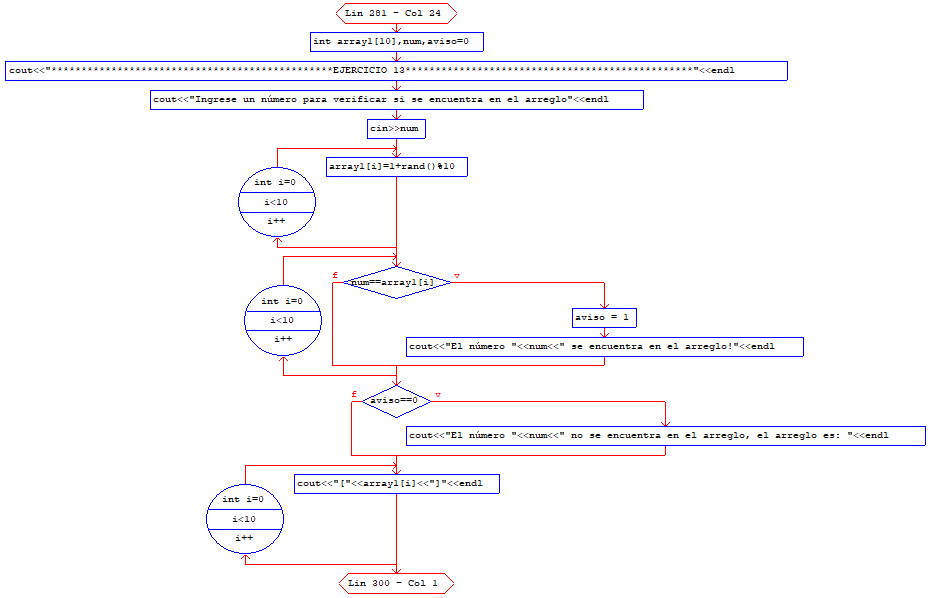 Lin 281 - Col 24
int array1[10],num,aviso=0
cout<<"***********************************************EJERCICIO 13************************************************"<<endl
cout<<"Ingrese un número para verificar si se encuentra en el arreglo"<<endl
cin>>num
array1[i]=1+rand()%10
int i=0
i<10
i++
f
v
num==array1[i]
int i=0
i<10
i++
aviso = 1
cout<<"El número "<<num<<" se encuentra en el arreglo!"<<endl
f
v
aviso==0
cout<<"El número "<<num<<" no se encuentra en el arreglo, el arreglo es: "<<endl
cout<<"["<<array1[i]<<"]"<<endl
int i=0
i<10
i++
Lin 300 - Col 1